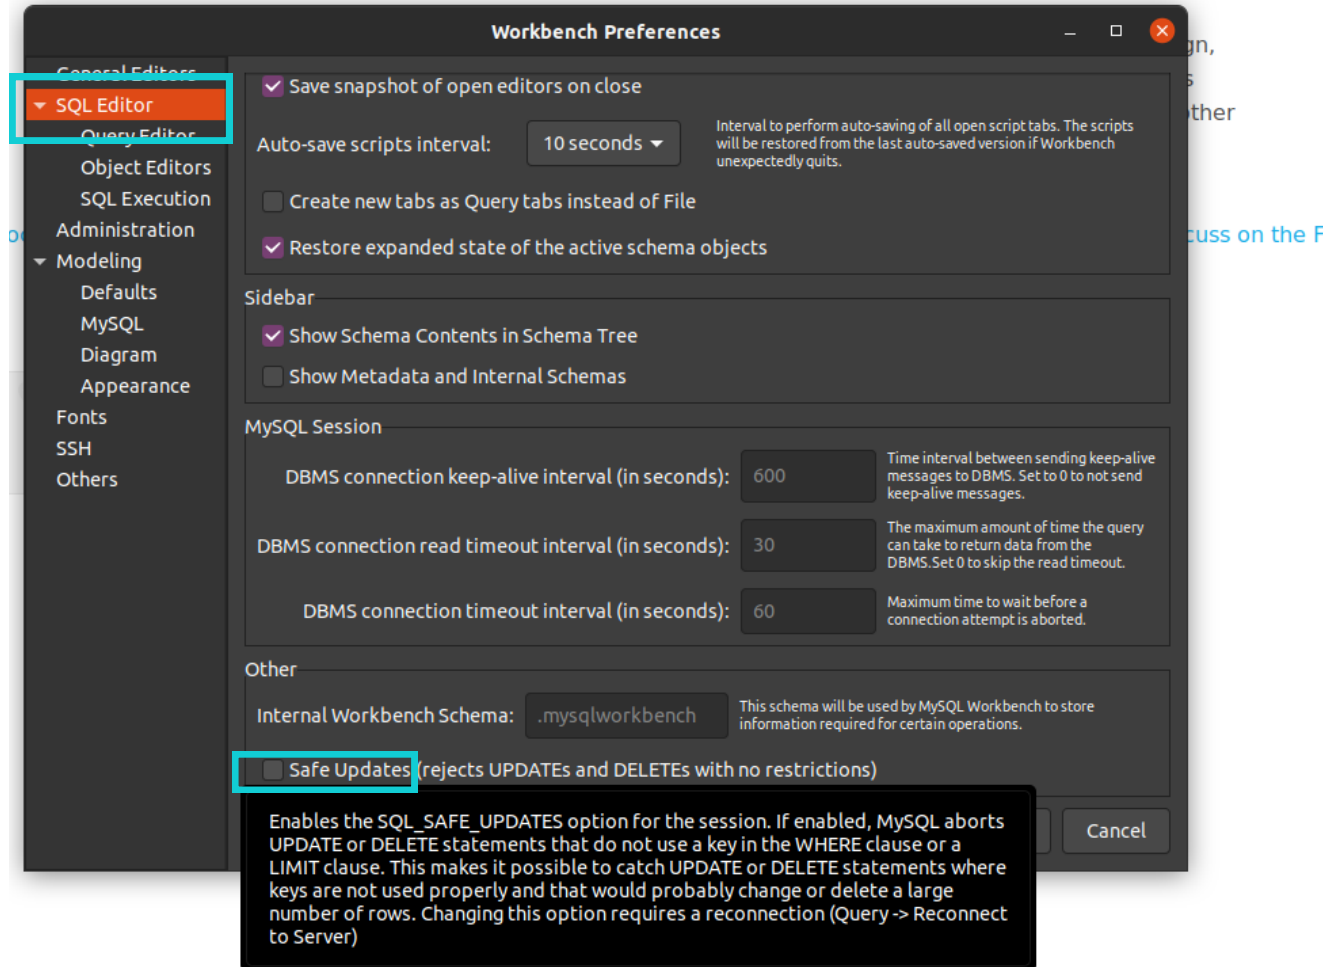 Workbench Preferences
gn,
s
other
cuss on the F
General Editors
SQL Editor
Query Editor
Object Editors
SQL Execution
Administration
Modeling
Defaults
MySQL
Diagram
Appearance
Fonts
SSH
Others
Save snapshot of open editors on close
Auto-save scripts interval:
10 seconds
Interval to perform auto-saving of all open script tabs. The scripts
will be restored from the last auto-saved version if Workbench
unexpectedly quits.
Create new tabs as Query tabs instead of File
Restore expanded state of the active schema objects
Sidebar
Show Schema Contents in Schema Tree
Show Metadata and Internal Schemas
MySQL Session
DBMS connection keep-alive interval (in seconds):
600
Time interval between sending keep-alive
messages to DBMS. Set to 0 to not send
keep-alive messages.
DBMS connection read timeout interval (in seconds):
30
The maximum amount of time the query
can take to return data from the
DBMS.Set 0 to skip the read timeout.
DBMS connection timeout interval (in seconds):
60
Maximum time to wait before a
connection attempt is aborted.
Other
Internal Workbench Schema:
.mysqlworkbench
This schema will be used by MySQL Workbench to store
information required for certain operations.
Safe Updates (rejects UPDATEs and DELETEs with no restrictions)
Cancel
Enables the SQL_SAFE_UPDATES option for the session. If enabled, MySQL aborts
UPDATE or DELETE statements that do not use a key in the WHERE clause or a
LIMIT clause. This makes it possible to catch UPDATE or DELETE statements where
keys are not used properly and that would probably change or delete a large
number of rows. Changing this option requires a reconnection (Query -> Reconnect
to Server)